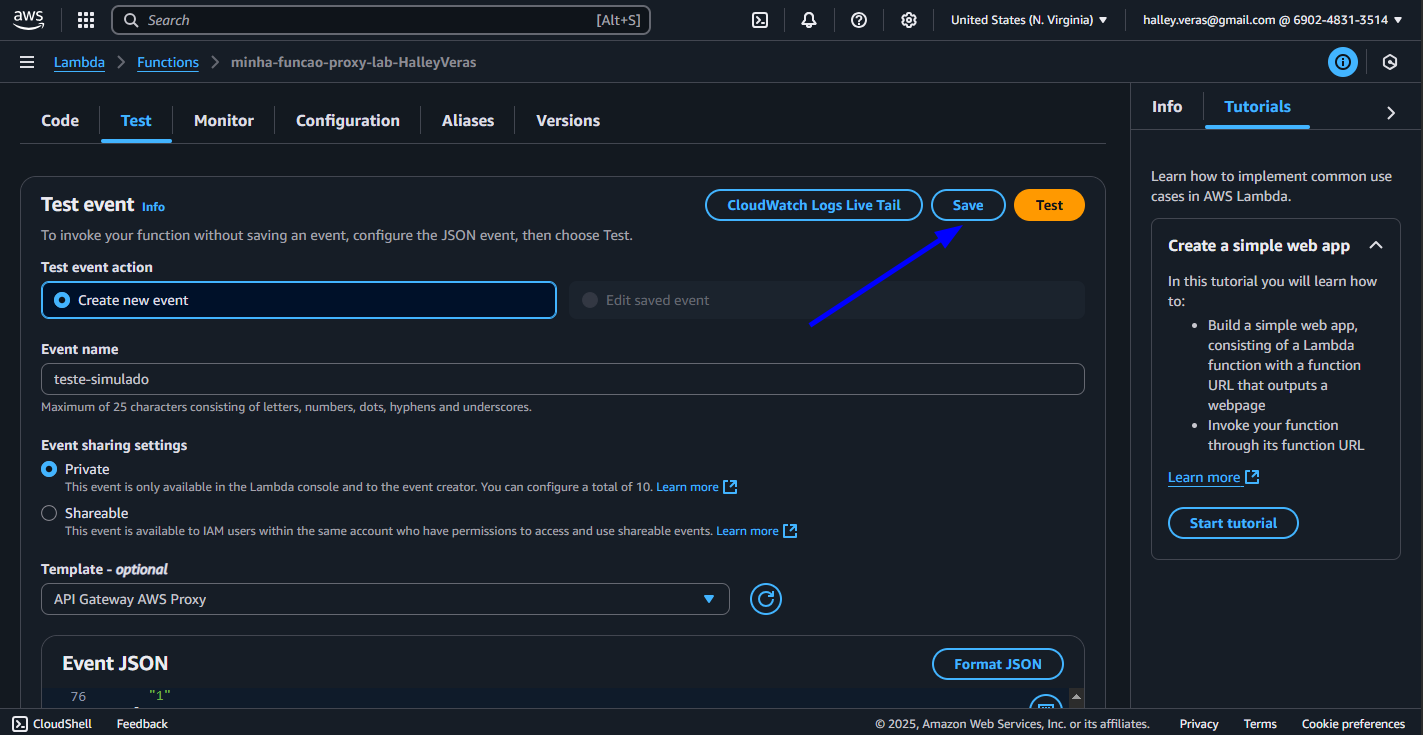 aws
Search [Alt+S]
United States (N. Virginia)
halley.veras@gmail.com @ 6902-4831-3514
Lambda
Functions
minha-funcao-proxy-lab-HalleyVeras
Code
Test
Monitor
Configuration
Aliases
Versions
Test event Info
CloudWatch Logs Live Tail
Save
Test
To invoke your function without saving an event, configure the JSON event, then choose Test.
Test event action
Create new event
Edit saved event
Event name
teste-simulado
Maximum of 25 characters consisting of letters, numbers, dots, hyphens and underscores.
Event sharing settings
Private
This event is only available in the Lambda console and to the event creator. You can configure a total of 10. Learn more
Shareable
This event is available to IAM users within the same account who have permissions to access and use shareable events. Learn more
Template - optional
API Gateway AWS Proxy
Event JSON
Format JSON
76 "1"
Info
Tutorials
Learn how to implement common use
cases in AWS Lambda.
Create a simple web app
In this tutorial you will learn how
to:
• Build a simple web app,
consisting of a Lambda
function with a function
URL that outputs a
webpage
• Invoke your function
through its function URL
Learn more
Start tutorial
CloudShell
Feedback
© 2025, Amazon Web Services, Inc. or its affiliates.
Privacy
Terms
Cookie preferences